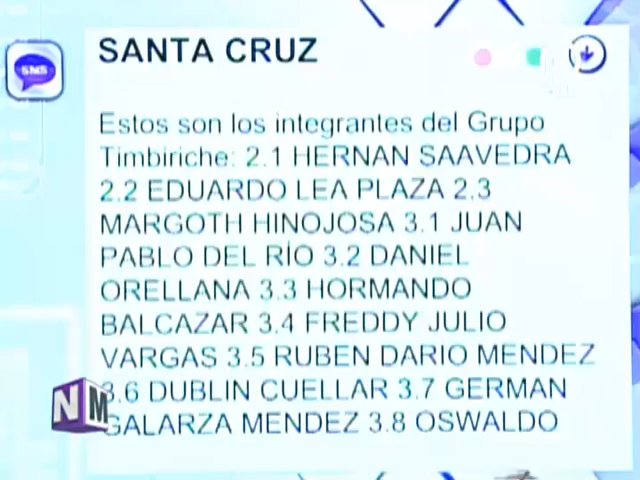 SANTA CRUZ
SMS
Estos son los integrantes del Grupo
Timbiriche: 2.1 HERNAN SAAVEDRA
2.2 EDUARDO LEA PLAZA 2.3
MARGOTH HINOJOSA 3.1 JUAN
PABLO DEL RÍO 3.2 DANIEL
ORELLANA 3.3 HORMANDO
BALCAZAR 3.4 FREDDY JULIO
VARGAS 3.5 RUBEN DARIO MENDEZ
3.6 DUBLIN CUELLAR 3.7 GERMAN
GALARZA MENDEZ 3.8 OSWALDO
NM